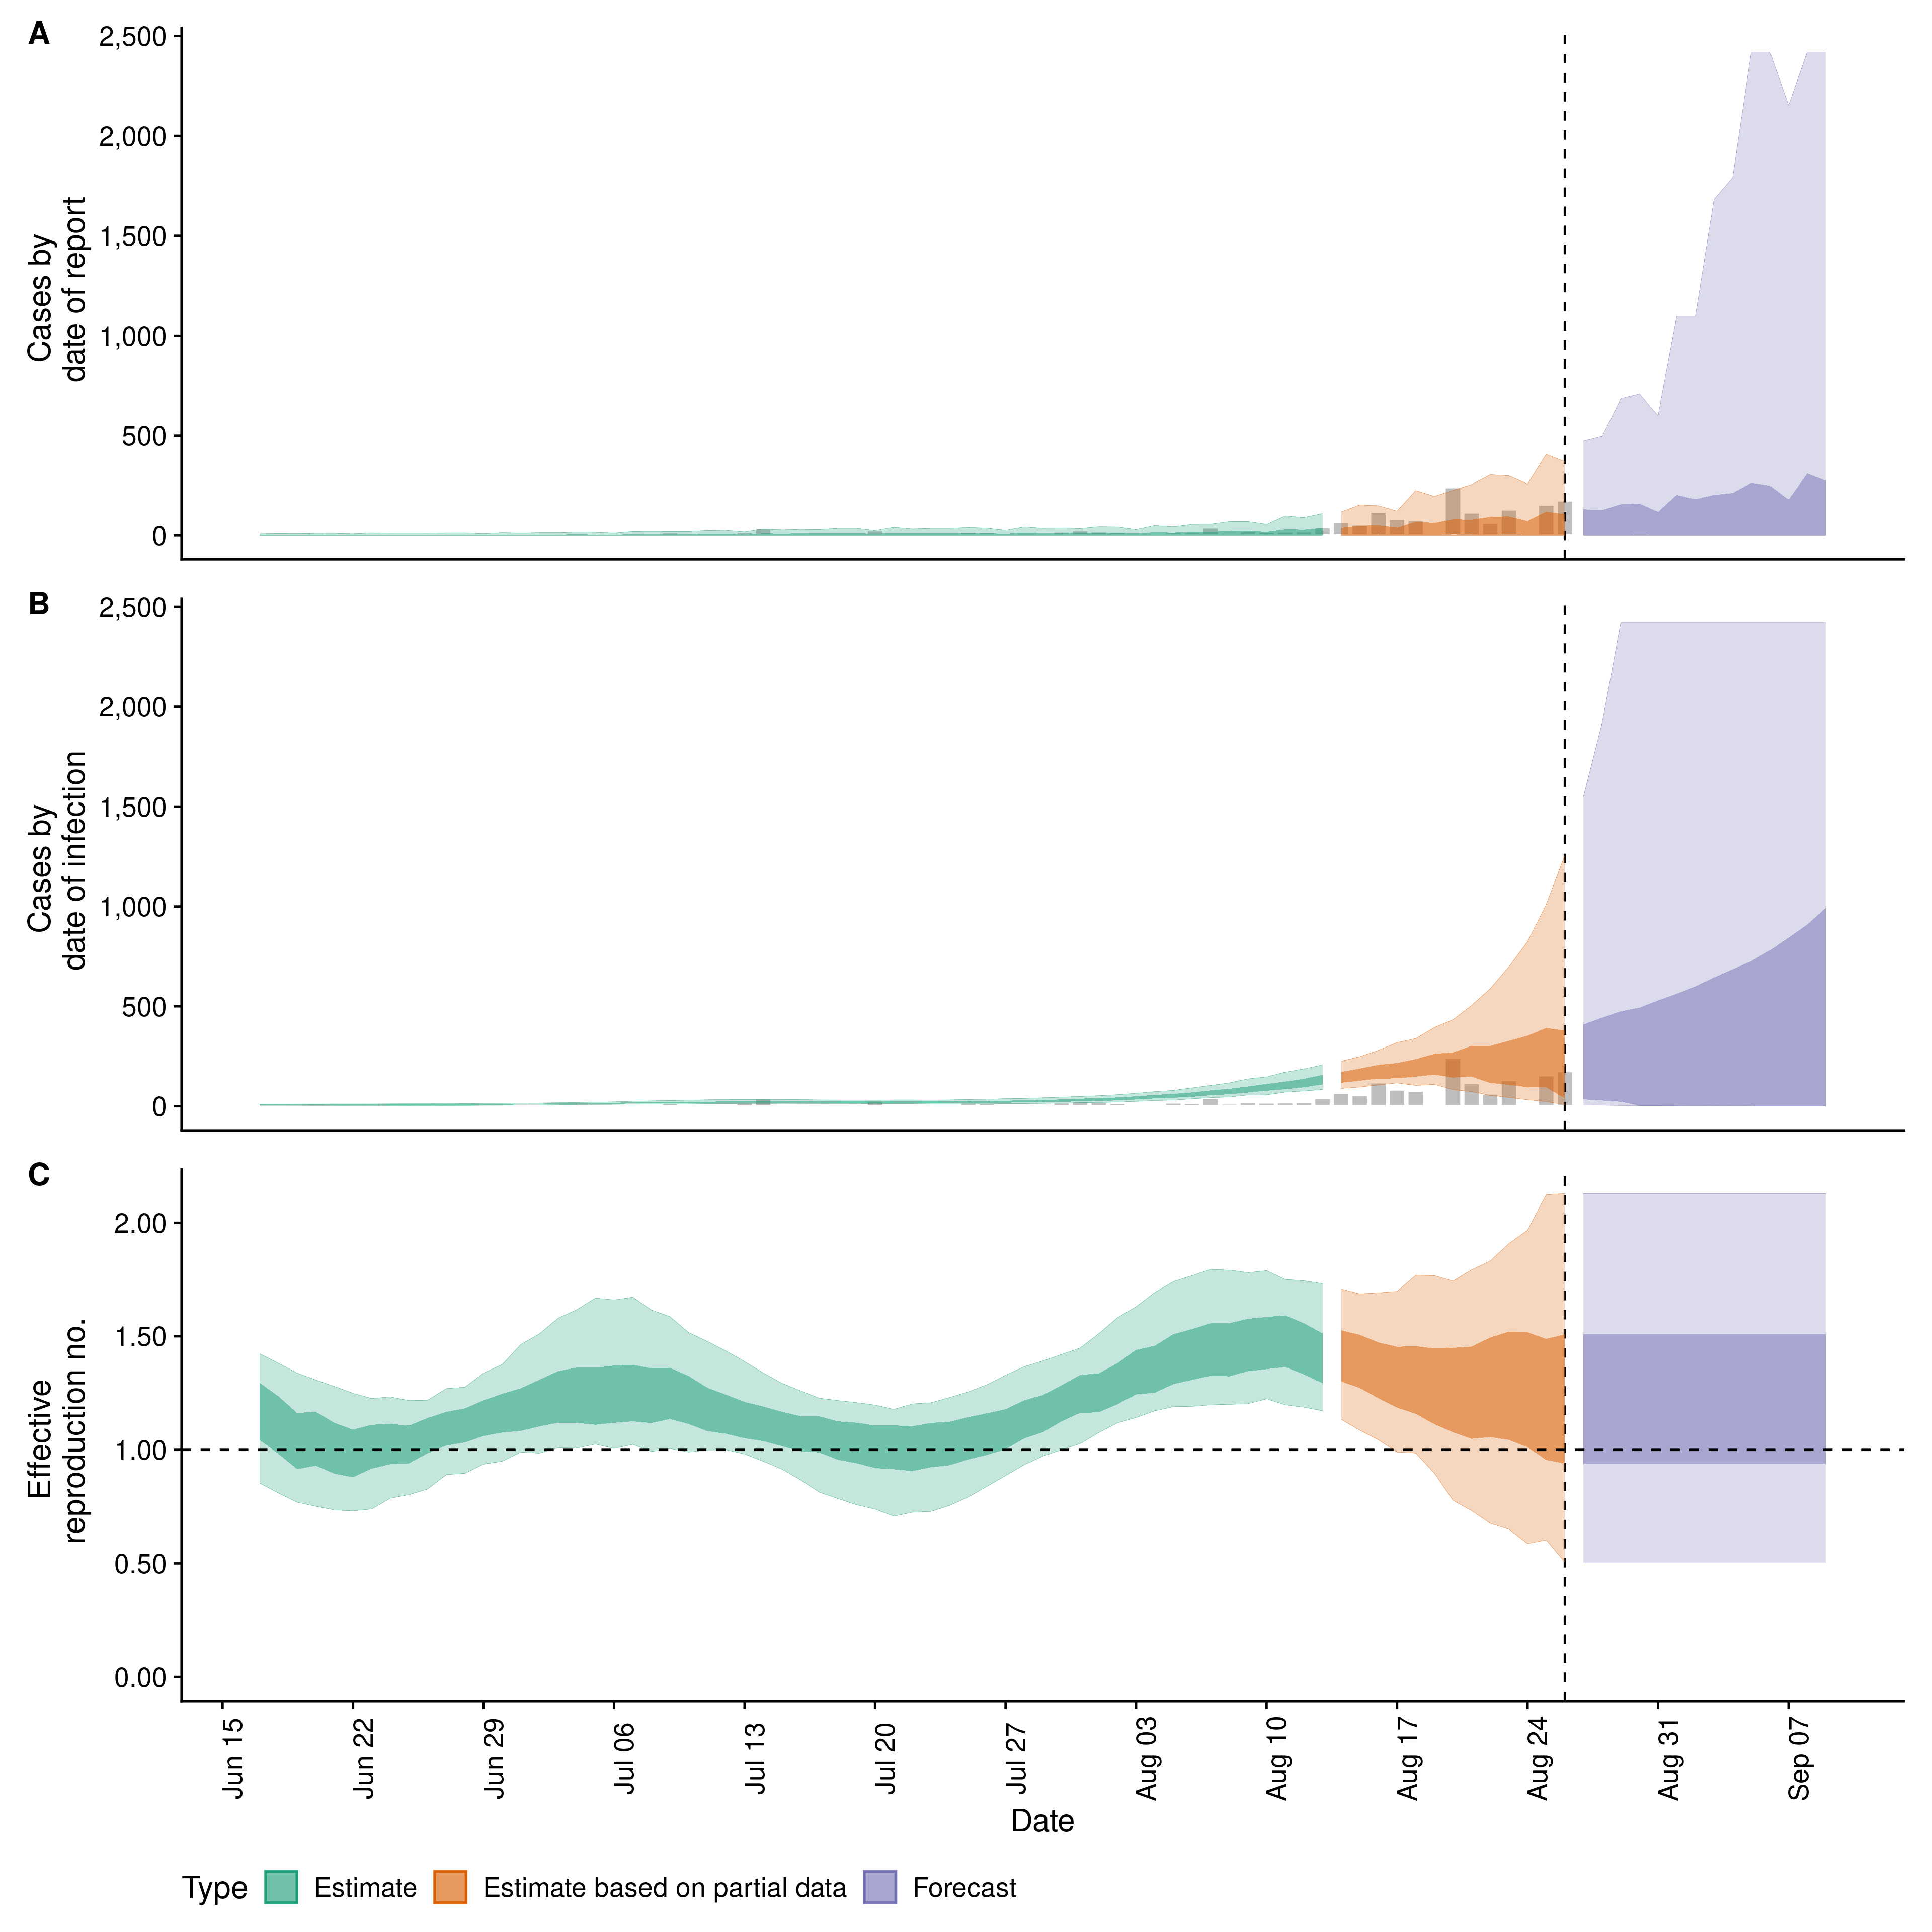 A
2,500
2,000
1,500
1,000
500
0
Cases by
date of report
B
2,500
2,000
1,500
1,000
500
0
Cases by
date of infection
C
2.00
1.50
1.00
0.50
0.00
Effective
reproduction no.
Jun 15
Jun 22
Jun 29
Jul 06
Jul 13
Jul 20
Jul 27
Aug 03
Aug 10
Aug 17
Aug 24
Aug 31
Sep 07
Date
Type Estimate Estimate based on partial data Forecast